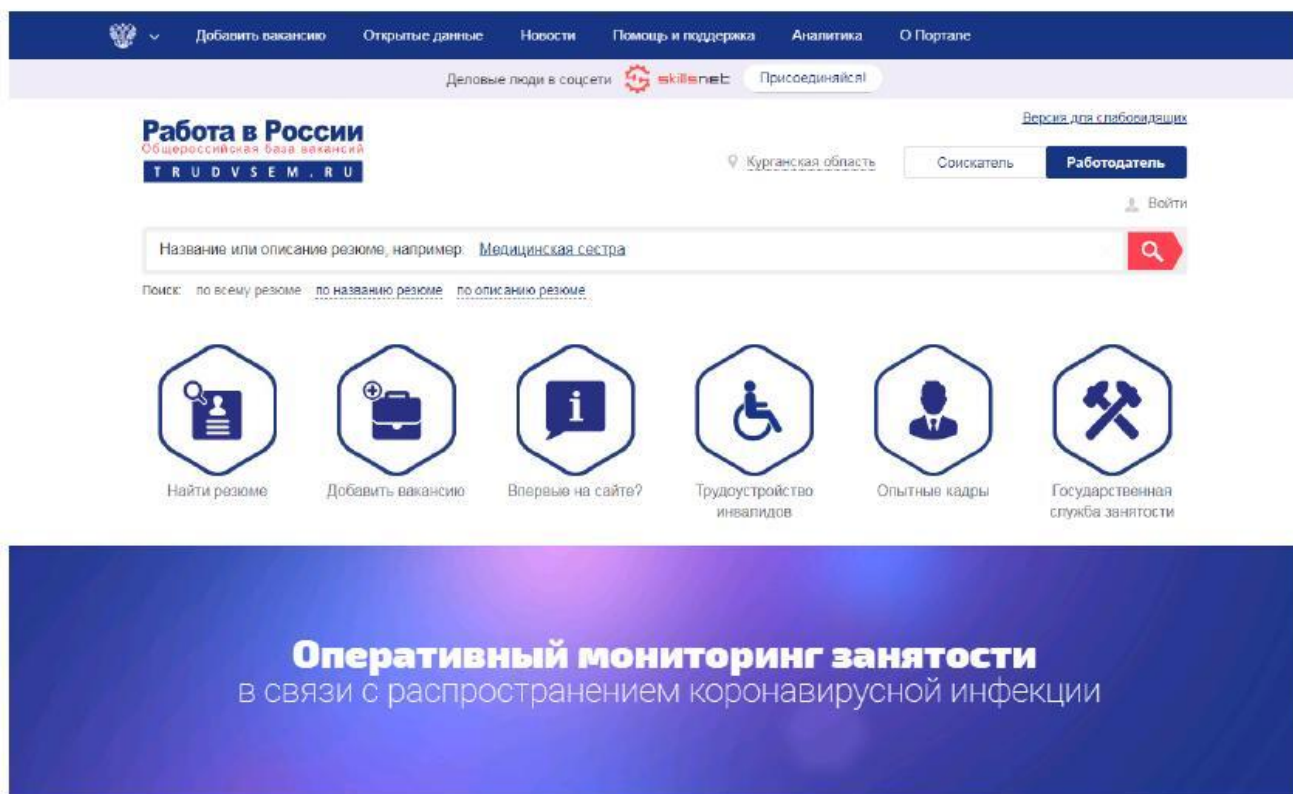 Добавить вакансию Открытые данные Новости Помощь и поддержка Аналитика О Портале
Деловые люди в соцсети skillsnet Присоединяйся!
Версия для слабовидящих
Работа в России
Общероссийская база вакансий
TRUDVSEM.RU
Курганская область Соискатель Работодатель
Войти
Название или описание резюме, например: Медицинская сестра
Поиск: по всему резюме по названию резюме по описанию резюме
i
Найти резюме Добавить вакансию Впервые на сайте? Трудоустройство инвалидов Опытные кадры Государственная служба занятости
Оперативный мониторинг занятости
в связи с распространением коронавирусной инфекции